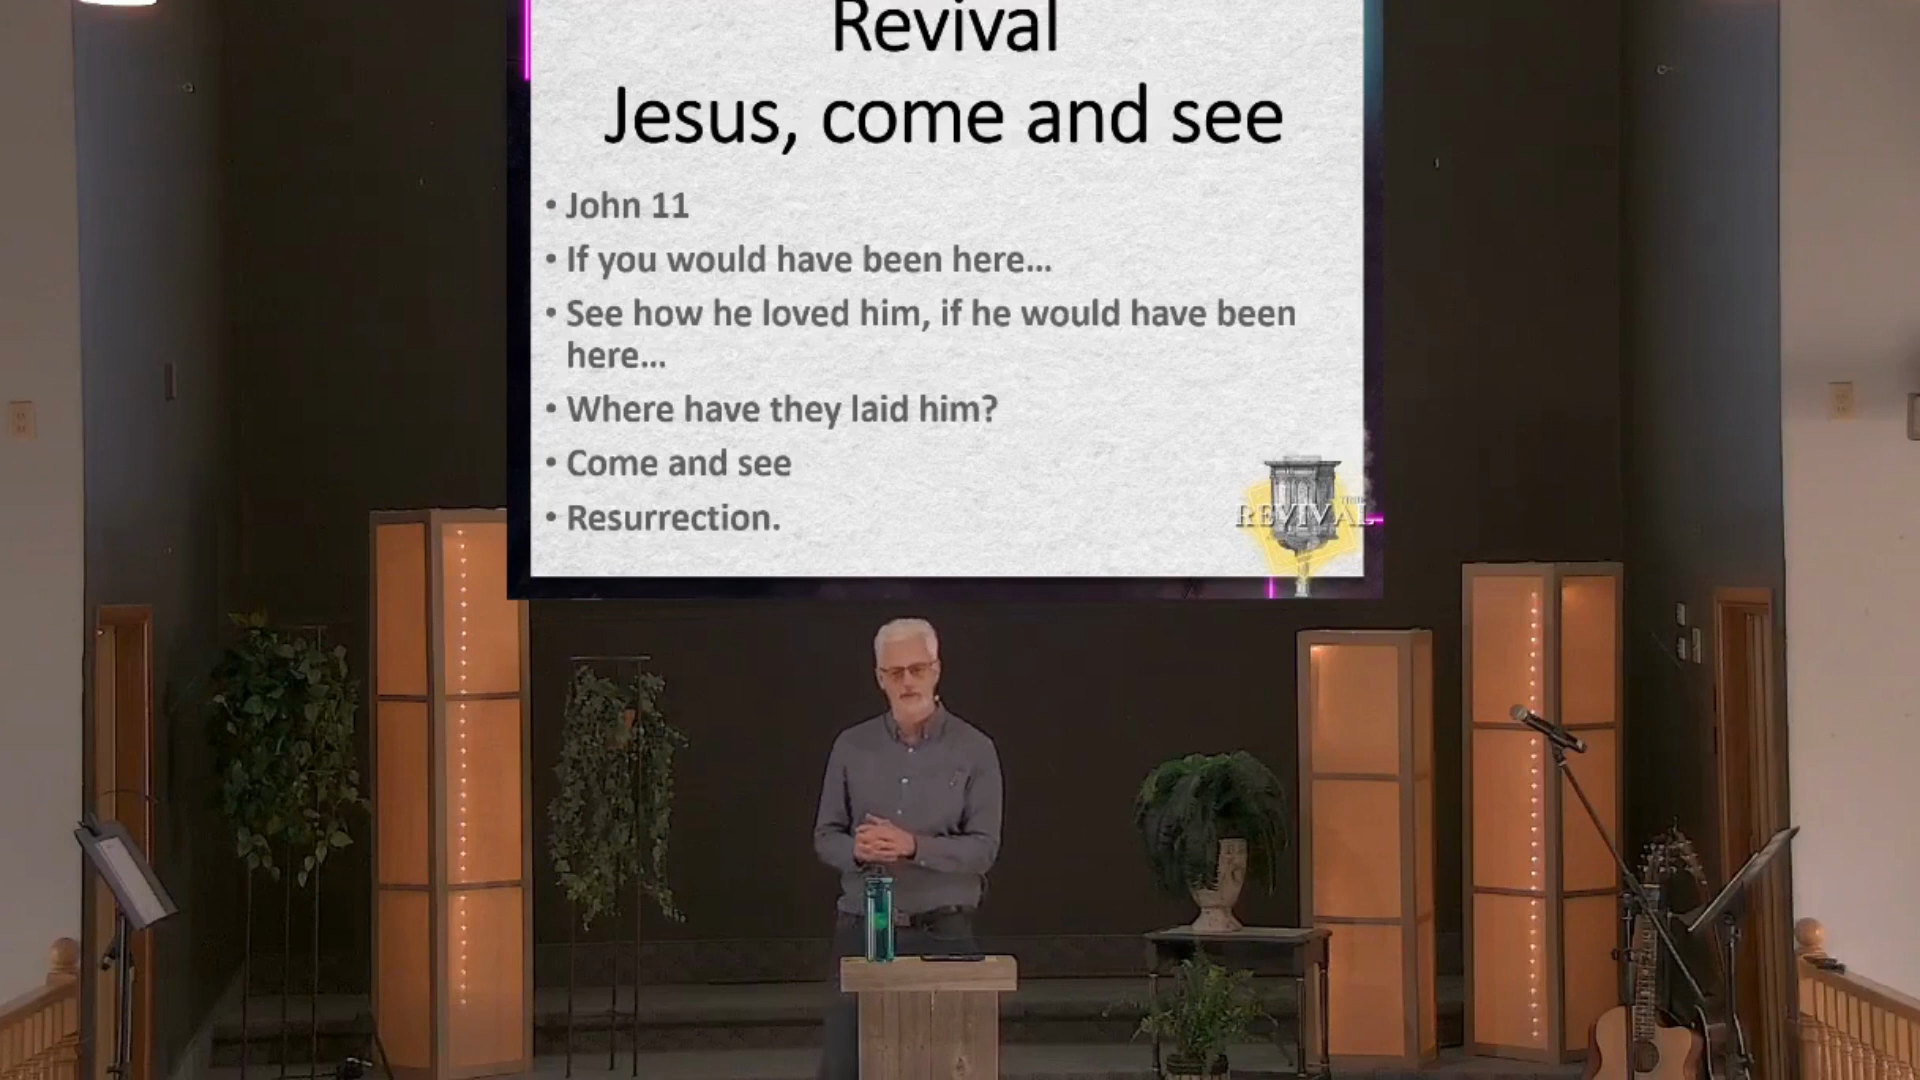 Revival
Jesus, come and see
• John 11
• If you would have been here...
• See how he loved him, if he would have been
here...
• Where have they laid him?
• Come and see
• Resurrection.
REVIVAL